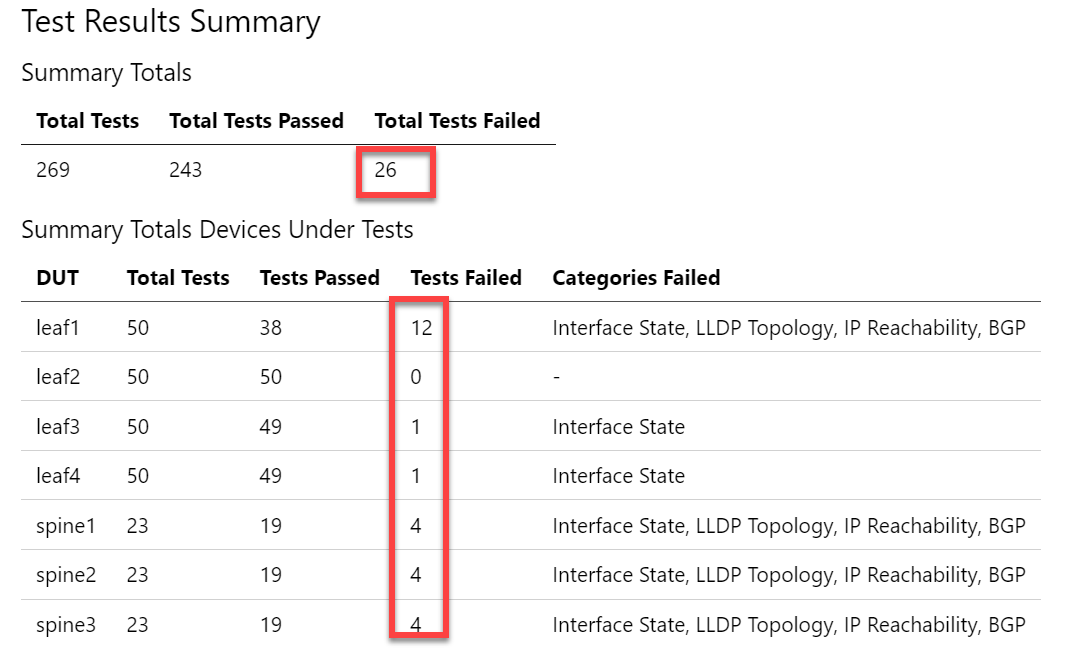 Test Results Summary
Summary Totals
Total Tests Total Tests Passed Total Tests Failed
269 243 26
Summary Totals Devices Under Tests
DUT Total Tests Tests Passed Tests Failed Categories Failed
leaf1 50 38 12 Interface State, LLDP Topology, IP Reachability, BGP
leaf2 50 50 0 -
leaf3 50 49 1 Interface State
leaf4 50 49 1 Interface State
spine1 23 19 4 Interface State, LLDP Topology, IP Reachability, BGP
spine2 23 19 4 Interface State, LLDP Topology, IP Reachability, BGP
spine3 23 19 4 Interface State, LLDP Topology, IP Reachability, BGP